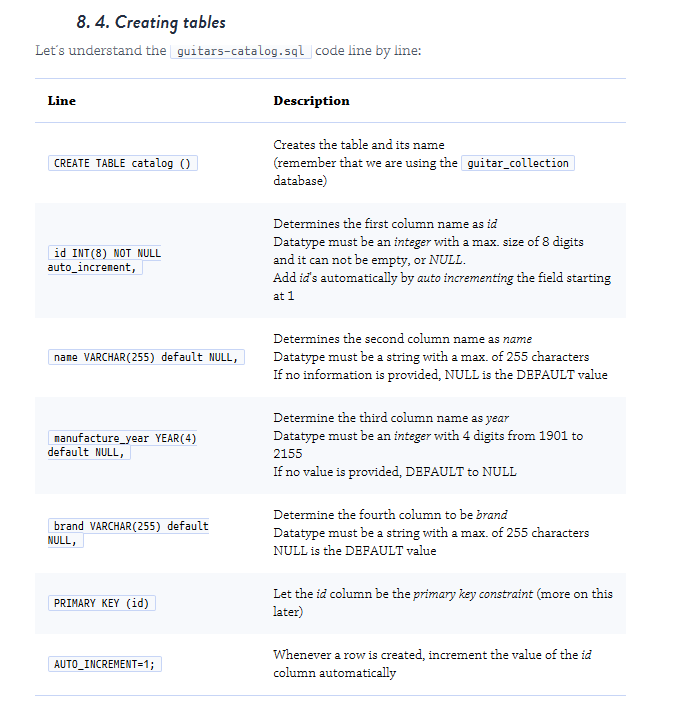 8. 4. Creating tables
Let's understand the guitars-catalog.sql code line by line:
Line Description
CREATE TABLE catalog () Creates the table and its name
(remember that we are using the guitar_collection
database)
id INT(8) NOT NULL
auto_increment,
Determines the first column name as id
Datatype must be an integer with a max. size of 8 digits
and it can not be empty, or NULL.
Add id's automatically by auto incrementing the field starting
at 1
name VARCHAR(255) default NULL,
Determines the second column name as name
Datatype must be a string with a max. of 255 characters
If no information is provided, NULL is the DEFAULT value
manufacture_year YEAR(4)
default NULL,
Determine the third column name as year
Datatype must be an integer with 4 digits from 1901 to
2155
If no value is provided, DEFAULT to NULL
brand VARCHAR(255) default
NULL,
Determine the fourth column to be brand
Datatype must be a string with a max. of 255 characters
NULL is the DEFAULT value
PRIMARY KEY (id)
Let the id column be the primary key constraint (more on this
later)
AUTO_INCREMENT=1;
Whenever a row is created, increment the value of the id
column automatically